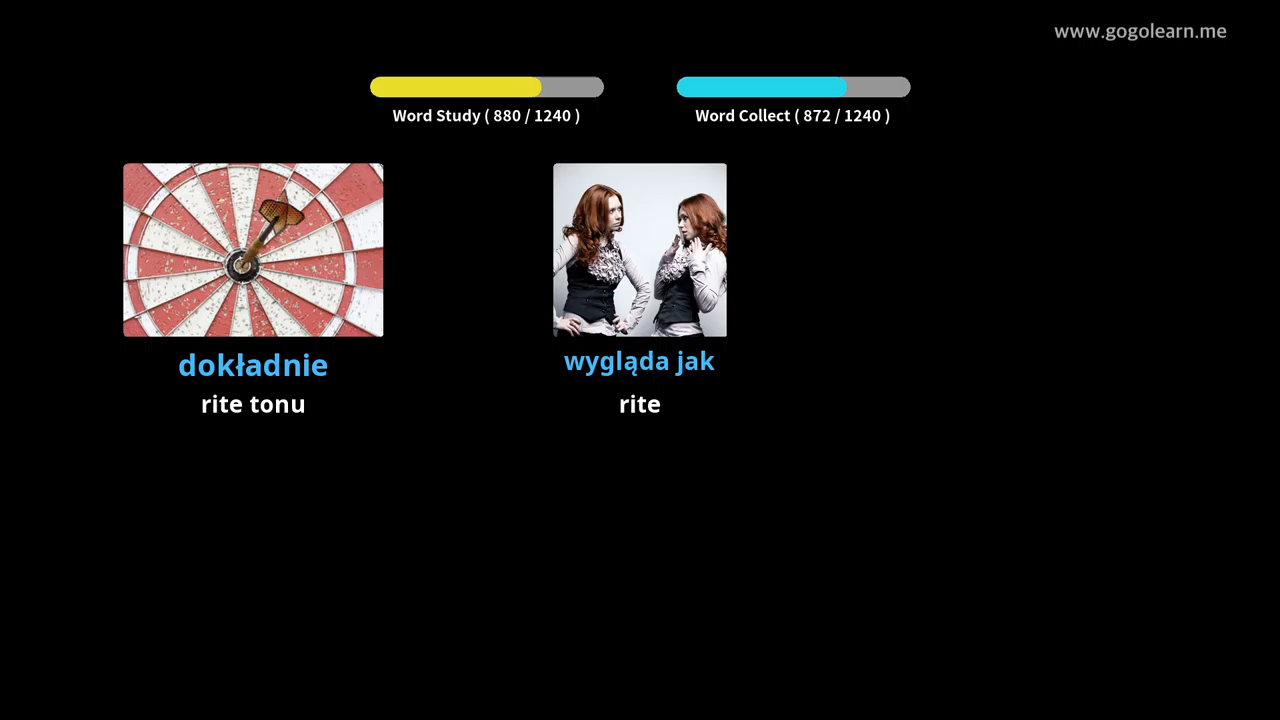 www.gogolearn.me
Word Study ( 880 / 1240 )
Word Collect ( 872 / 1240 )
dokładnie
rite tonu
wygląda jak
rite